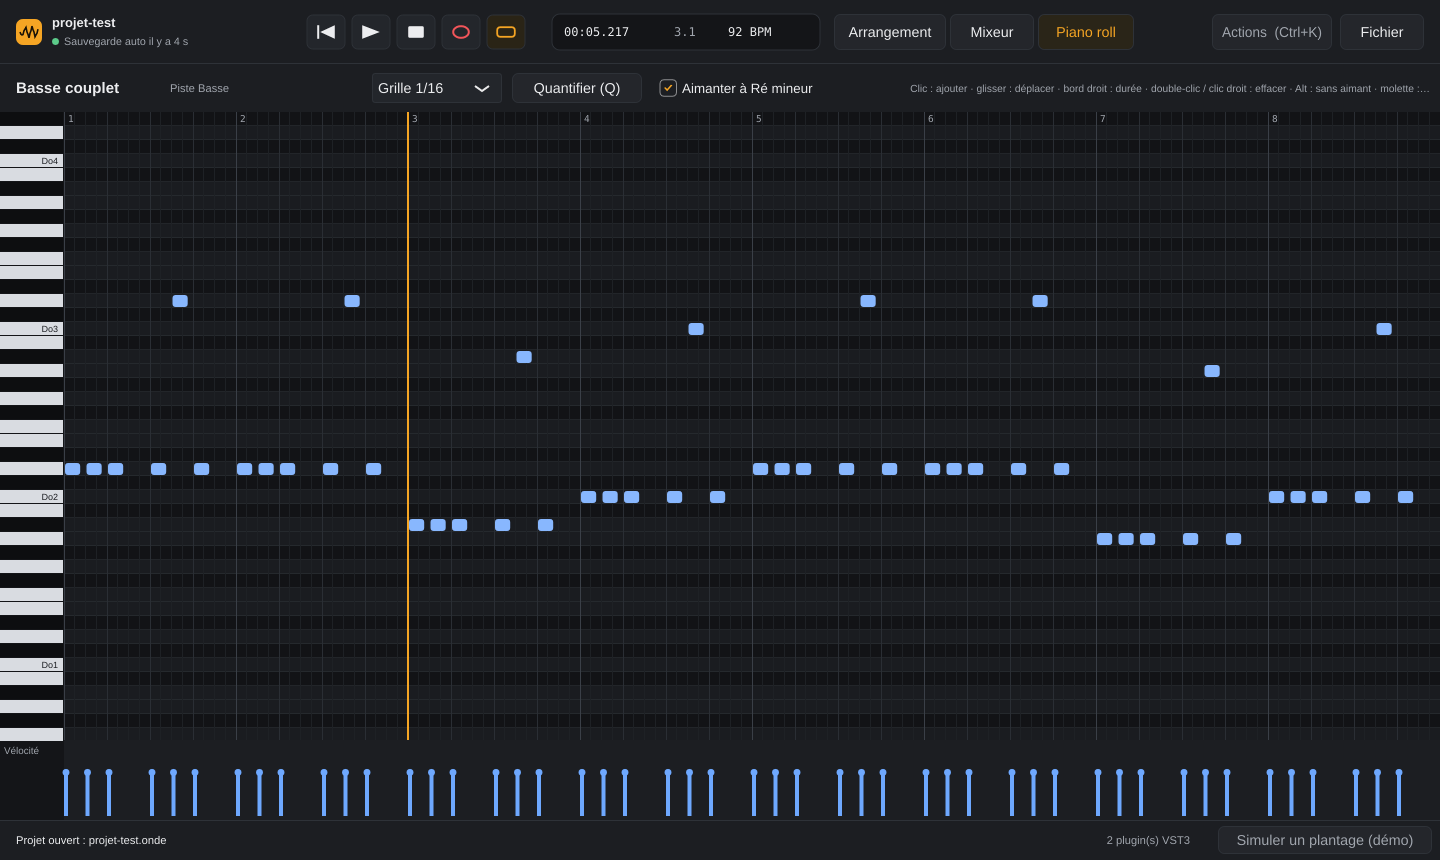 projet-test
Sauvegarde auto il y a 4 s
00:05.217 3.1 92 BPM
Arrangement
Mixeur
Piano roll
Actions (Ctrl+K)
Fichier
Basse couplet
Piste Basse
Grille 1/16
Quantifier (Q)
Aimanter à Ré mineur
Clic : ajouter · glisser : déplacer · bord droit : durée · double-clic / clic droit : effacer · Alt : sans aimant · molette :…
1 2 3 4 5 6 7 8
Do4
Do3
Do2
Do1
Vélocité
Projet ouvert : projet-test.onde
2 plugin(s) VST3
Simuler un plantage (démo)